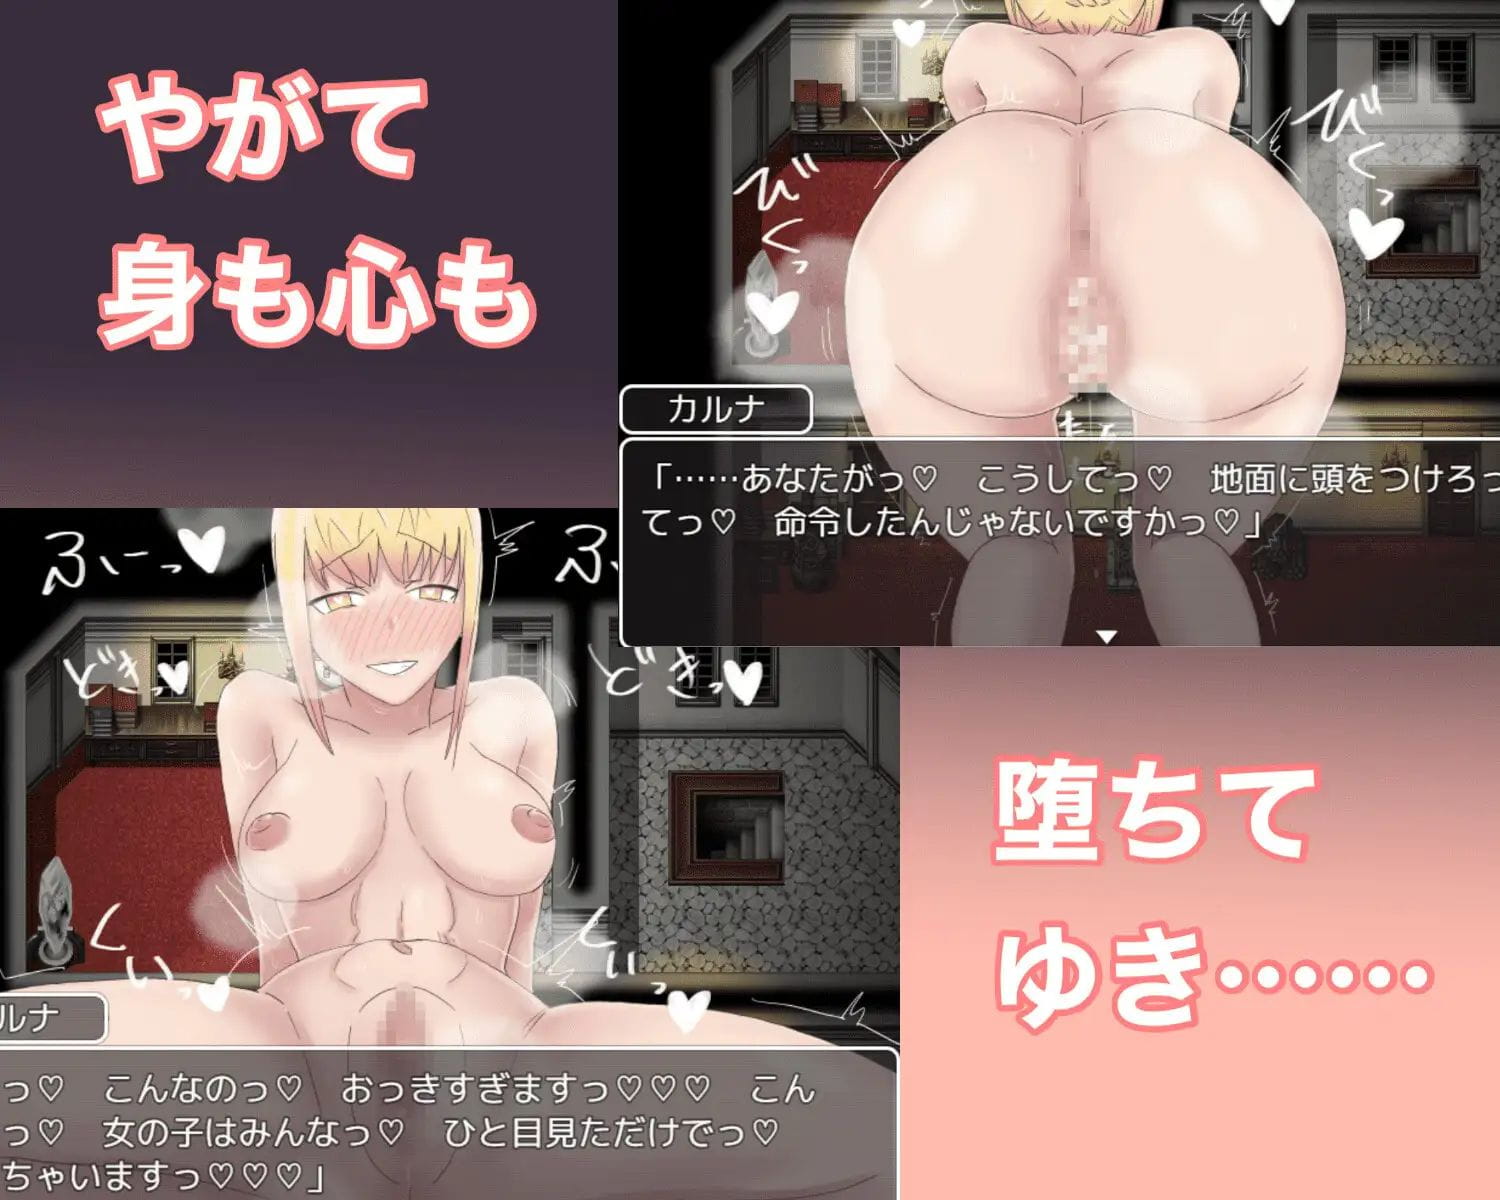 やがて
身も心も
びくっ
びくっ
カルナ
「……あなたがっ♡　こうしてっ♡　地面に頭をつけろっ
てっ♡　命令したんじゃないですかっ♡」
ふーっ
ふ
どきっ
どきっ
くいっ
くいっ
ルナ
っ♡　こんなのっ♡　おっきすぎますっ♡♡♡　こん
っ♡　女の子はみんなっ♡　ひと目見ただけでっ♡
ちゃいますっ♡♡♡」
堕ちて
ゆき……